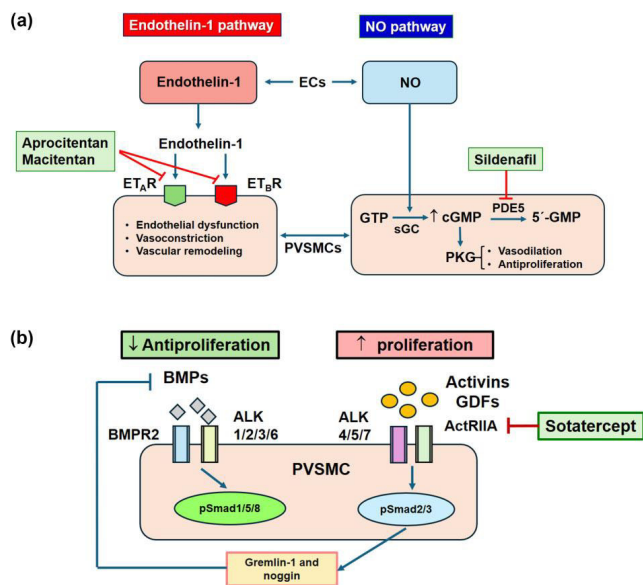 (a)
Endothelin-1 pathway
NO pathway
Endothelin-1
ECs
NO
Aprocitentan
Macitentan
Endothelin-1
Sildenafil
ETAR
ETBR
• Endothelial dysfunction
• Vasoconstriction
• Vascular remodeling
PVSMCs
GTP
sGC
↑ cGMP
PDE5
5´-GMP
PKG
• Vasodilation
• Antiproliferation
(b)
↓ Antiproliferation
↑ proliferation
BMPs
Activins
GDFs
BMPR2
ALK
1/2/3/6
ALK
4/5/7
ActRIIA
Sotatercept
PVSMC
pSmad1/5/8
pSmad2/3
Gremlin-1 and
noggin